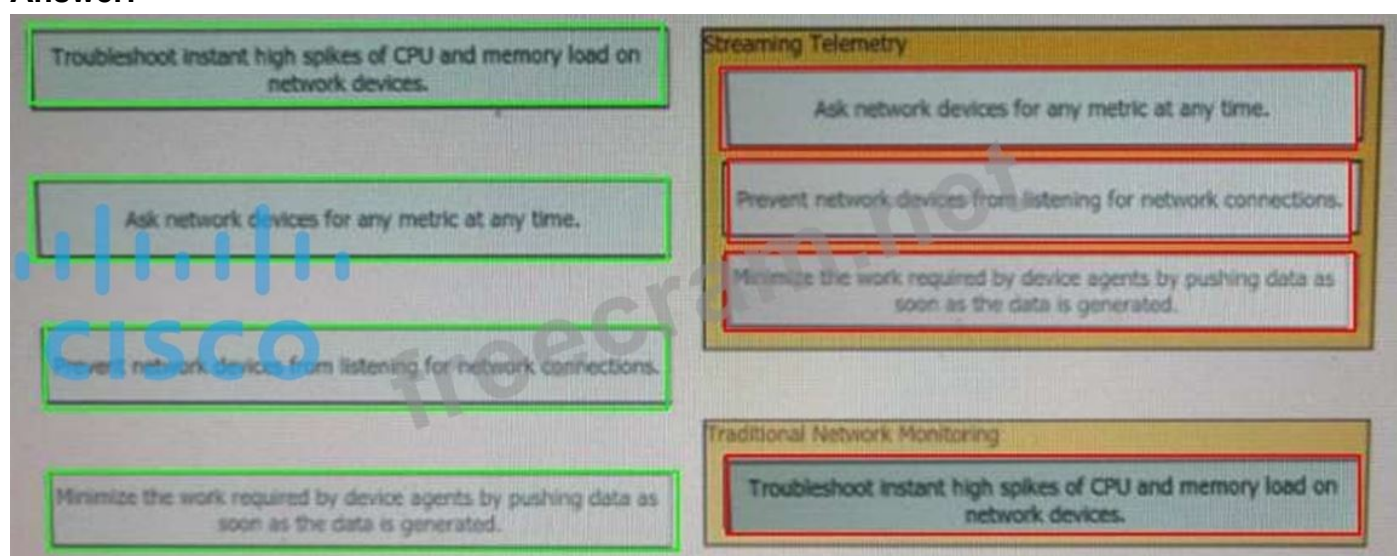 Answer:
Troubleshoot instant high spikes of CPU and memory load on
network devices.
Ask network devices for any metric at any time.
Prevent network devices from listening for network connections.
Minimize the work required by device agents by pushing data as
soon as the data is generated.
Streaming Telemetry
Ask network devices for any metric at any time.
Prevent network devices from listening for network connections.
Minimize the work required by device agents by pushing data as
soon as the data is generated.
Traditional Network Monitoring
Troubleshoot instant high spikes of CPU and memory load on
network devices.
CISCO
freecram.not